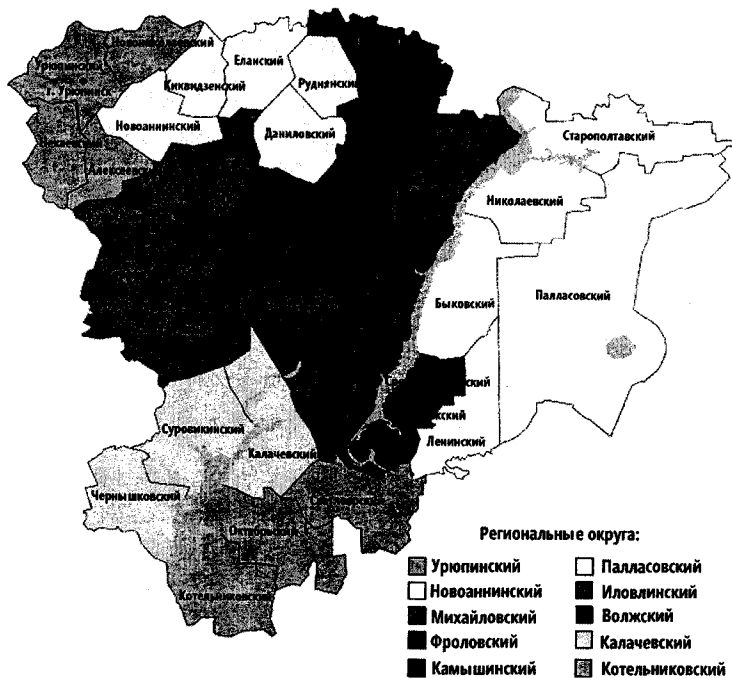 Урюпинский
г. Урюпинск
Киквидзенский
Еланский
Руднянский
Новоаннинский
Даниловский
Старополтавский
Николаевский
Быковский
Палласовский
Ленинский
Суровикинский
Калачевский
Чернышковский
Октябрьский
Котельниковский
Региональные округа:
Урюпинский
Новоаннинский
Михайловский
Фроловский
Камышинский
Палласовский
Иловлинский
Волжский
Калачевский
Котельниковский